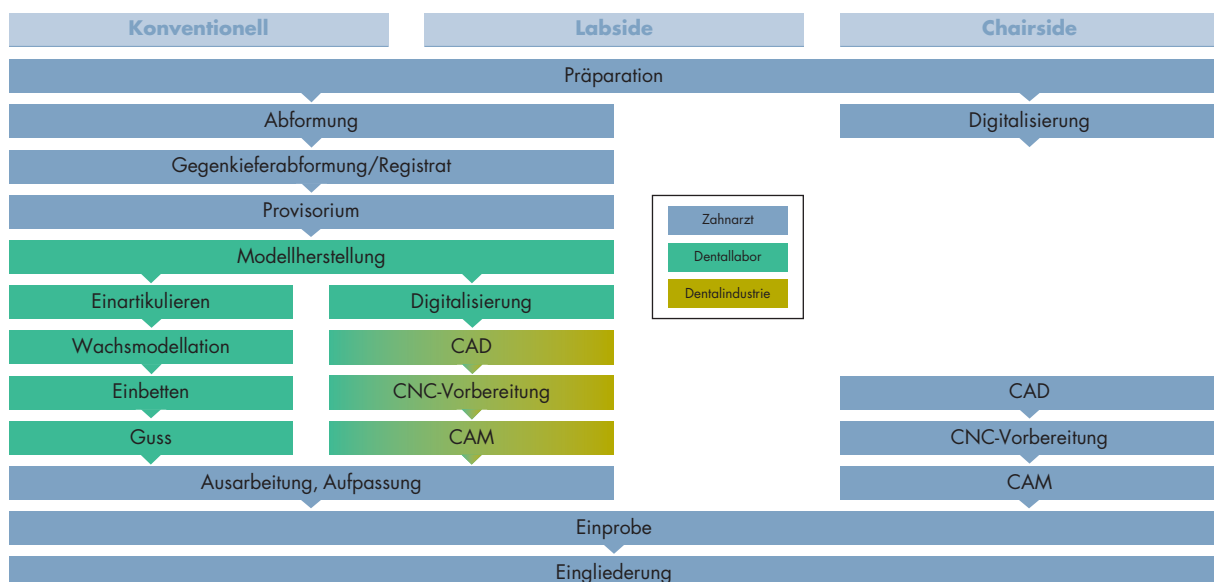 Konventionell
Labside
Chairside
Präparation
Abformung
Digitalisierung
Gegenkieferabformung/Registrat
Provisorium
Zahnarzt
Modellherstellung
Dentallabor
Einartikulieren
Digitalisierung
Dentalindustrie
Wachsmodellation
CAD
Einbetten
CNC-Vorbereitung
CAD
Guss
CAM
CNC-Vorbereitung
Ausarbeitung, Aufpassung
CAM
Einprobe
Eingliederung